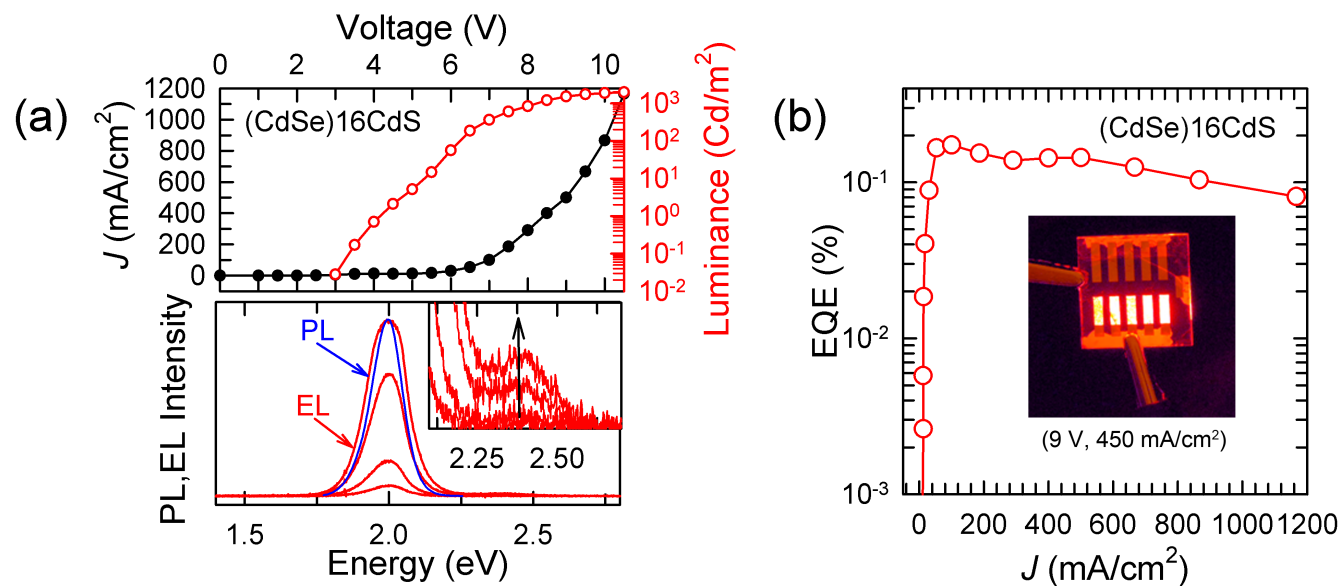 (a)
Voltage (V)
0 2 4 6 8 10
J (mA/cm²)
1200
1000
800
600
400
200
0
(CdSe)16CdS
Luminance (Cd/m²)
10³
10¹
10⁰
10⁻¹
10⁻²
PL,EL Intensity
PL
EL
2.25 2.50
1.5 2.0 2.5
Energy (eV)
(b)
EQE (%)
10⁻¹
10⁻²
10⁻³
(CdSe)16CdS
(9 V, 450 mA/cm²)
0 200 400 600 800 1000 1200
J (mA/cm²)